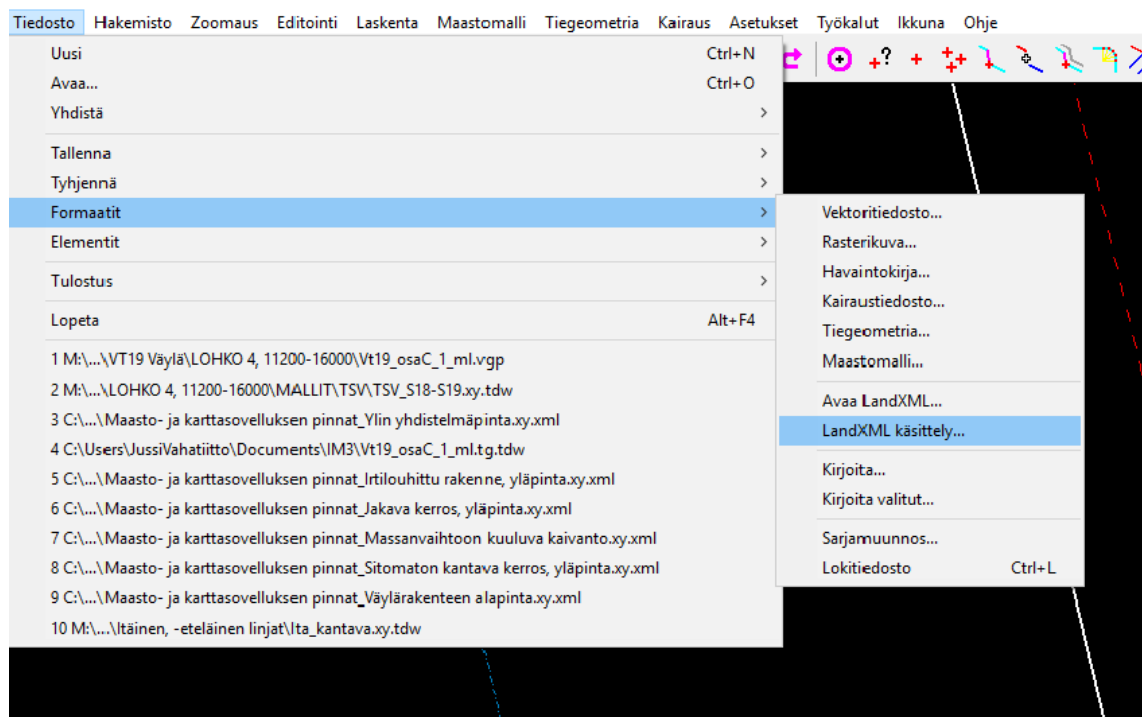 Tiedosto Hakemisto Zoomaus Editointi Laskenta Maastomalli Tiegeometria Kairaus Asetukset Työkalut Ikkuna Ohje
Uusi Ctrl+N
Avaa... Ctrl+O
Yhdistä
Tallenna
Tyhjennä
Formaatit
Elementit
Tulostus
Lopeta Alt+F4
1 M:\...\VT19 Väylä\LOHKO 4, 11200-16000\Vt19_osaC_1_ml.vgp
2 M:\...\LOHKO 4, 11200-16000\MALLIT\TSV\TSV_S18-S19.xy.tdw
3 C:\...\Maasto- ja karttasovelluksen pinnat_Ylin yhdistelmäpinta.xy.xml
4 C:\Users\JussiVahatiitto\Documents\IM3\Vt19_osaC_1_ml.tg.tdw
5 C:\...\Maasto- ja karttasovelluksen pinnat_Irtilouhittu rakenne, yläpinta.xy.xml
6 C:\...\Maasto- ja karttasovelluksen pinnat_Jakava kerros, yläpinta.xy.xml
7 C:\...\Maasto- ja karttasovelluksen pinnat_Massanvaihtoon kuuluva kaivanto.xy.xml
8 C:\...\Maasto- ja karttasovelluksen pinnat_Sitomaton kantava kerros, yläpinta.xy.xml
9 C:\...\Maasto- ja karttasovelluksen pinnat_Väylärakenteen alapinta.xy.xml
10 M:\...\Itäinen, -eteläinen linjat\Ita_kantava.xy.tdw
Vektoritiedosto...
Rasterikuva...
Havaintokirja...
Kairaustiedosto...
Tiegeometria...
Maastomalli...
Avaa LandXML...
LandXML käsittely...
Kirjoita...
Kirjoita valitut...
Sarjamuunnos...
Lokitiedosto Ctrl+L